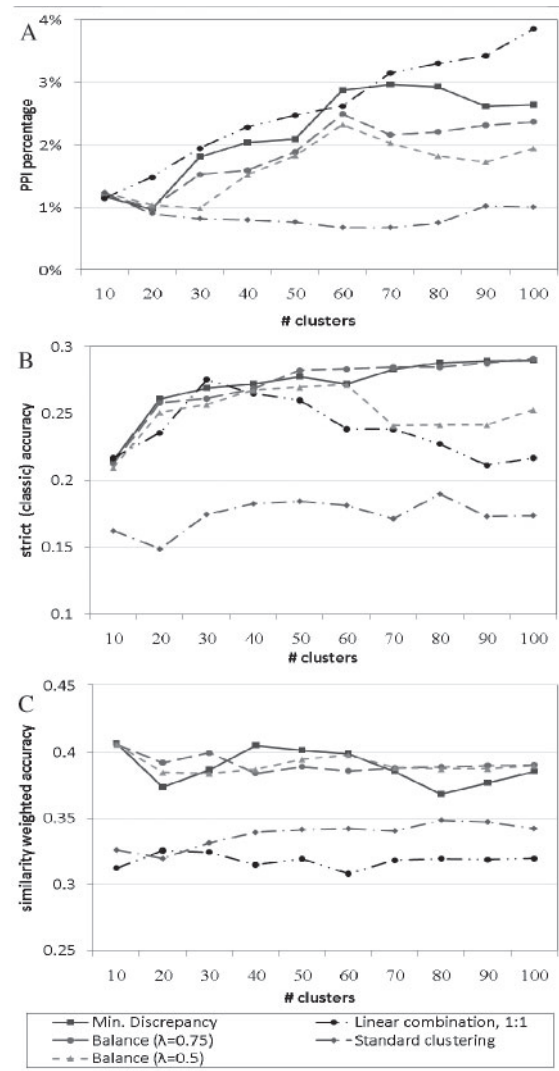 A
4%
3%
2%
1%
0%
PPI percentage
10 20 30 40 50 60 70 80 90 100
# clusters
B
0.3
0.25
0.2
0.15
0.1
strict (classic) accuracy
10 20 30 40 50 60 70 80 90 100
# clusters
C
0.45
0.4
0.35
0.3
0.25
similarity weighted accuracy
10 20 30 40 50 60 70 80 90 100
# clusters
Min. Discrepancy
Linear combination, 1:1
Balance (λ=0.75)
Standard clustering
Balance (λ=0.5)